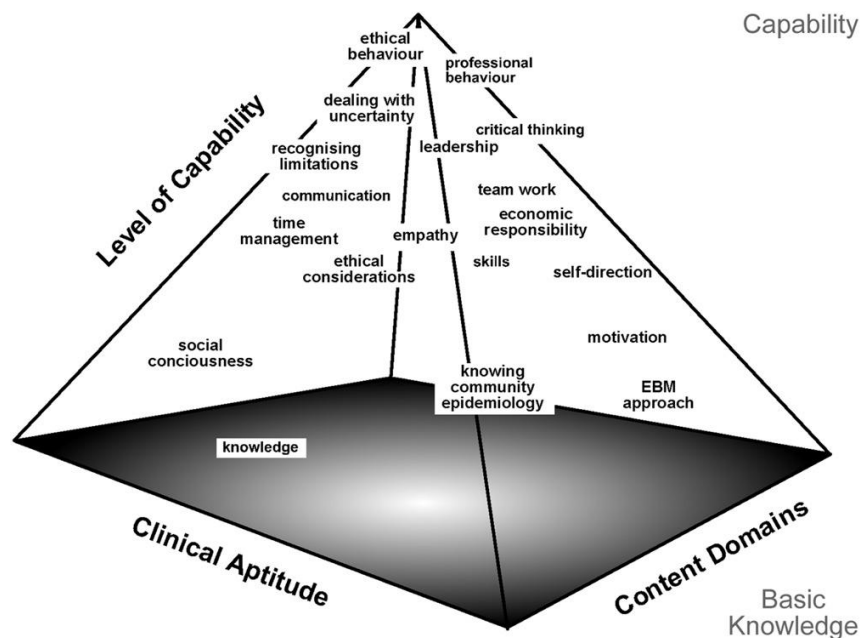 Capability
ethical
behaviour
professional
behaviour
dealing with
uncertainty
critical thinking
leadership
recognising
limitations
Level of Capability
communication
team work
time
management
economic
responsibility
empathy
ethical
considerations
skills
self-direction
social
conciousness
motivation
knowing
community
epidemiology
EBM
approach
knowledge
Clinical Aptitude
Content Domains
Basic
Knowledge